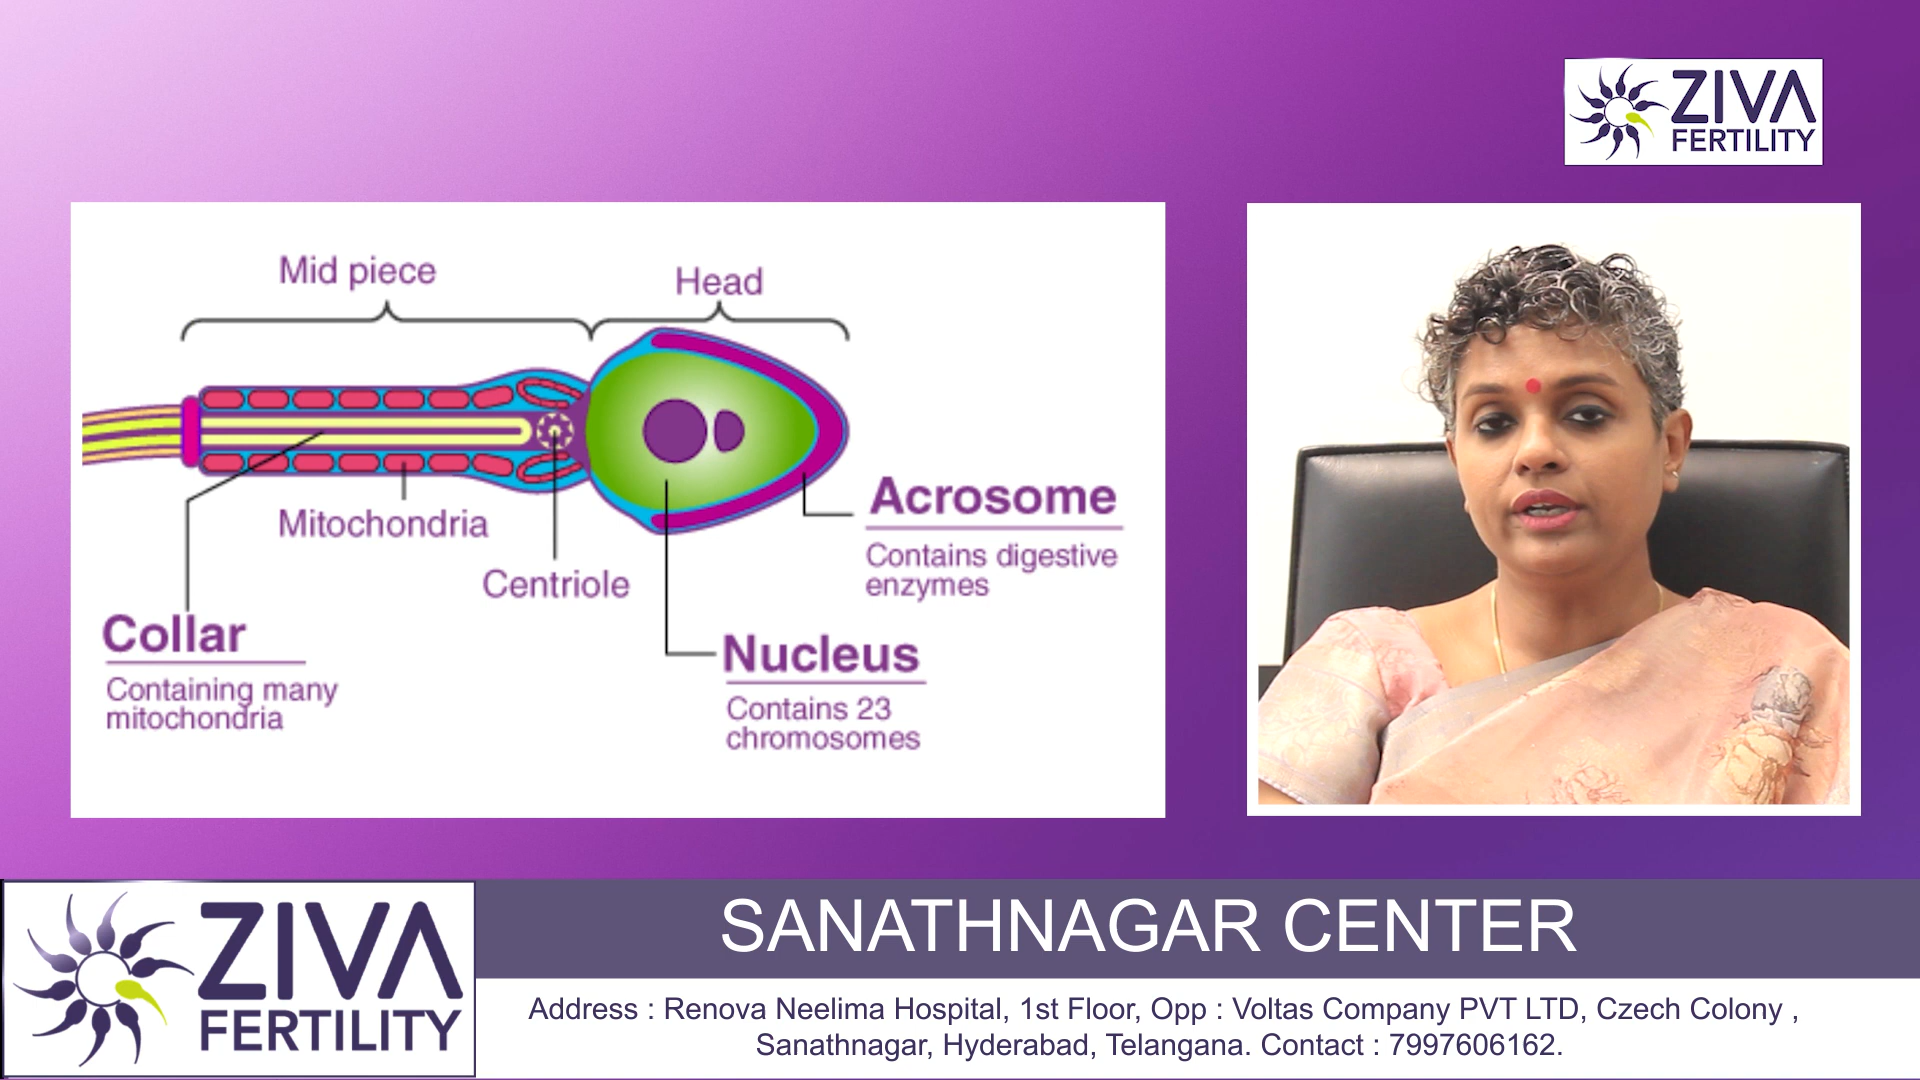 ZIVA
FERTILITY
Mid piece
Head
Mitochondria
Centriole
Acrosome
Contains digestive
enzymes
Collar
Containing many
mitochondria
Nucleus
Contains 23
chromosomes
ZIVA
FERTILITY
SANATHNAGAR CENTER
Address : Renova Neelima Hospital, 1st Floor, Opp : Voltas Company PVT LTD, Czech Colony ,
Sanathnagar, Hyderabad, Telangana. Contact : 7997606162.